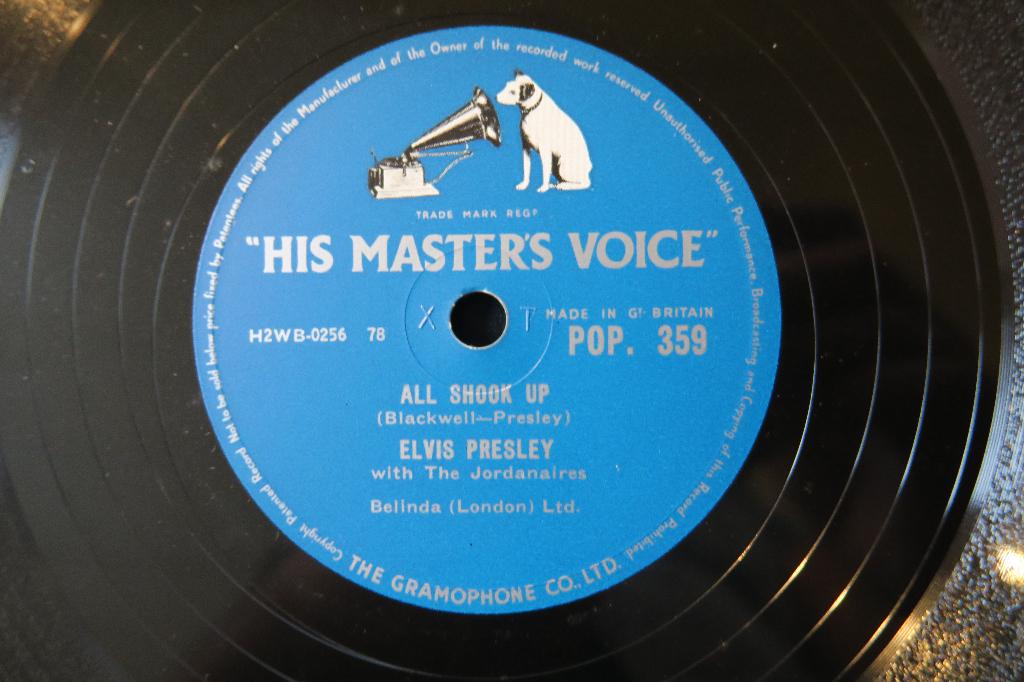 Copyright Patented Record Not to be sold below price fixed by Patentees. All rights of the Manufacturer and of the Owner of the recorded work reserved Unauthorised Public Performance, Broadcasting and Copying of this Record Prohibited.
TRADE MARK REGD
"HIS MASTER'S VOICE"
X T MADE IN GT BRITAIN
H2WB-0256 78 POP. 359
ALL SHOOK UP
(Blackwell—Presley)
ELVIS PRESLEY
with The Jordanaires
Belinda (London) Ltd.
THE GRAMOPHONE CO., LTD.